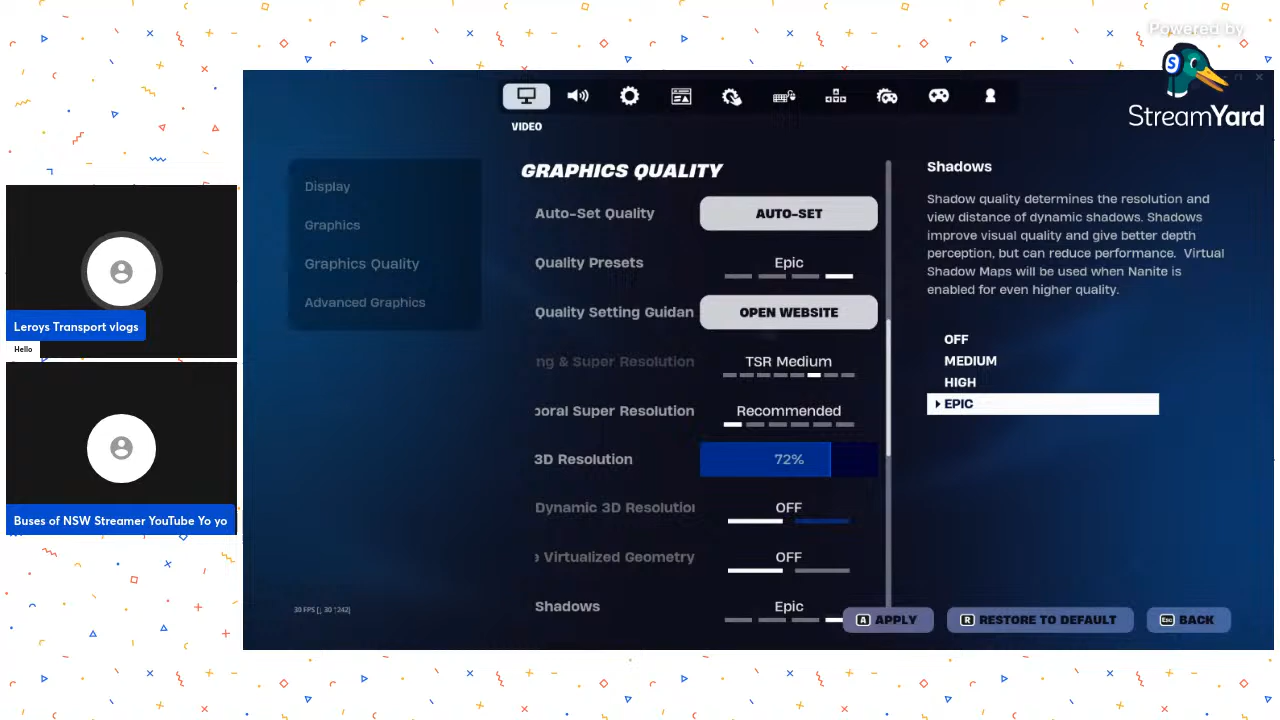 Powered by
StreamYard
VIDEO
Display
Graphics
Graphics Quality
Advanced Graphics
GRAPHICS QUALITY
Auto-Set Quality AUTO-SET
Quality Presets Epic
Quality Setting Guidan OPEN WEBSITE
ng & Super Resolution TSR Medium
oral Super Resolution Recommended
3D Resolution 72%
Dynamic 3D Resolution OFF
e Virtualized Geometry OFF
Shadows Epic
Shadows
Shadow quality determines the resolution and
view distance of dynamic shadows. Shadows
improve visual quality and give better depth
perception, but can reduce performance. Virtual
Shadow Maps will be used when Nanite is
enabled for even higher quality.
OFF
MEDIUM
HIGH
EPIC
A APPLY
R RESTORE TO DEFAULT
Esc BACK
30 FPS
Leroys Transport vlogs
Hello
Buses of NSW Streamer YouTube Yo yo